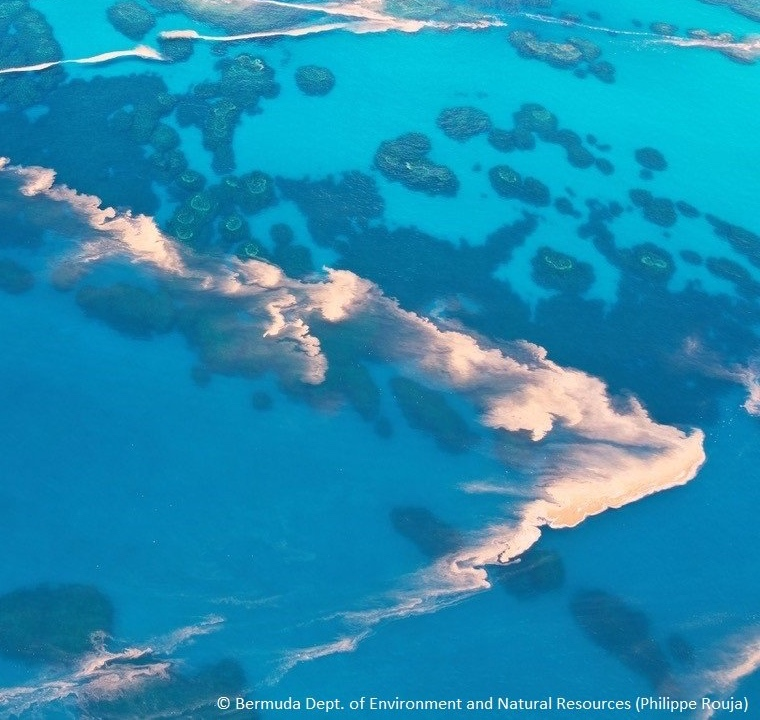 © Bermuda Dept. of Environment and Natural Resources (Philippe Rouja)